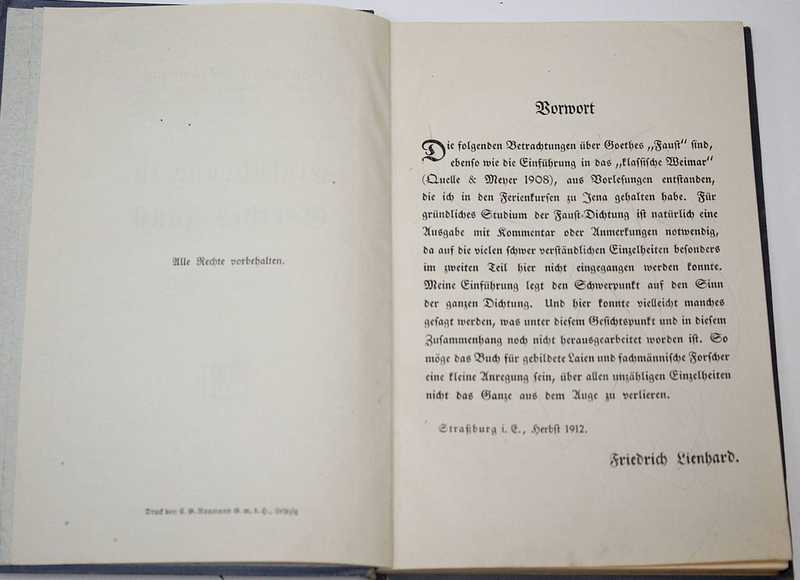 Alle Rechte vorbehalten.
Druck von C. G. Naumann G. m. b. H., Leipzig
Vorwort
Die folgenden Betrachtungen über Goethes „Faust“ sind,
ebenso wie die Einführung in das „klassische Weimar“
(Quelle & Meyer 1908), aus Vorlesungen entstanden,
die ich in den Ferienkursen zu Jena gehalten habe. Für
gründliches Studium der Faust-Dichtung ist natürlich eine
Ausgabe mit Kommentar oder Anmerkungen notwendig,
da auf die vielen schwer verständlichen Einzelheiten besonders
im zweiten Teil hier nicht eingegangen werden konnte.
Meine Einführung legt den Schwerpunkt auf den Sinn
der ganzen Dichtung. Und hier konnte vielleicht manches
gesagt werden, was unter diesem Gesichtspunkt und in diesem
Zusammenhang noch nicht herausgearbeitet worden ist. So
möge das Buch für gebildete Laien und fachmännische Forscher
eine kleine Anregung sein, über allen unzähligen Einzelheiten
nicht das Ganze aus dem Auge zu verlieren.
Straßburg i. E., Herbst 1912.
Friedrich Lienhard.